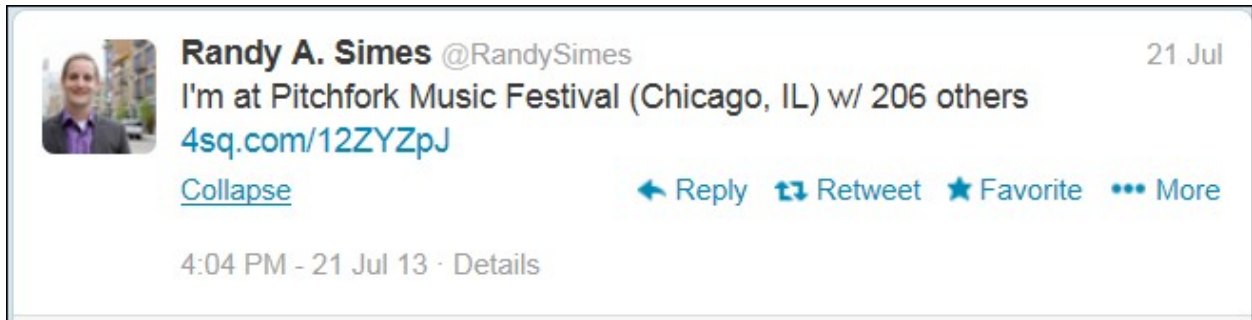 Randy A. Simes @RandySimes 21 Jul
I'm at Pitchfork Music Festival (Chicago, IL) w/ 206 others
4sq.com/12ZYZpJ
Collapse Reply Retweet Favorite More
4:04 PM - 21 Jul 13 · Details